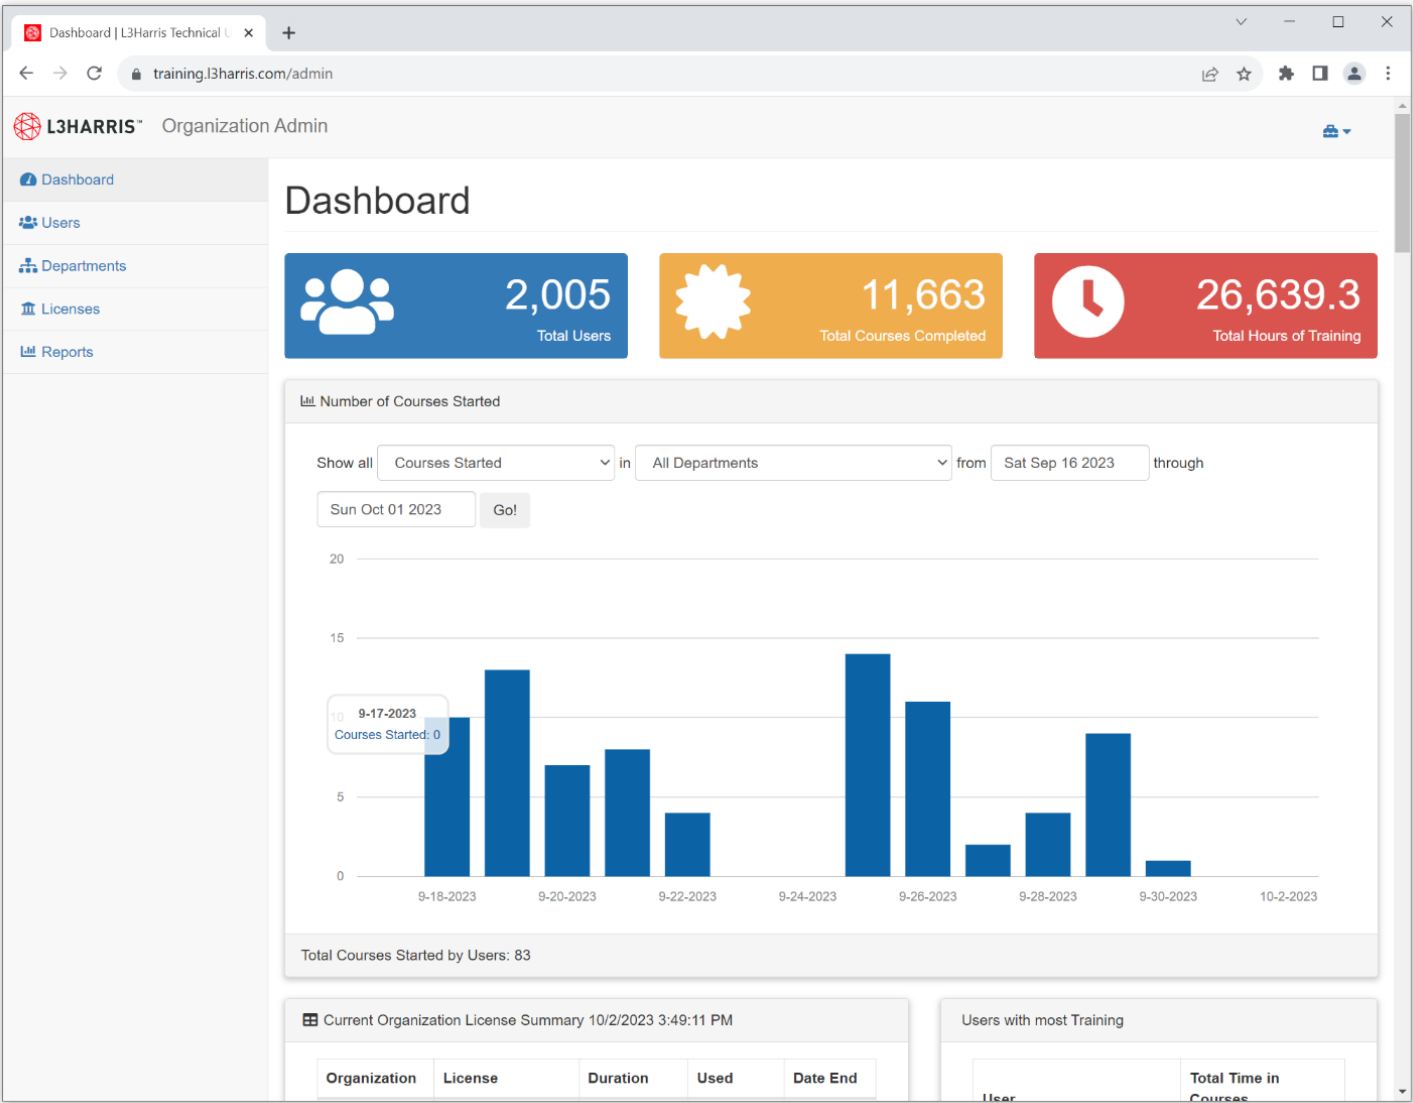 Dashboard | L3Harris Technical U
training.l3harris.com/admin
L3HARRIS™ Organization Admin
Dashboard
Users
Departments
Licenses
Reports
Dashboard
2,005
Total Users
11,663
Total Courses Completed
26,639.3
Total Hours of Training
Number of Courses Started
Show all Courses Started in All Departments from Sat Sep 16 2023 through
Sun Oct 01 2023 Go!
20
15
10
9-17-2023
Courses Started: 0
5
0
9-18-2023 9-20-2023 9-22-2023 9-24-2023 9-26-2023 9-28-2023 9-30-2023 10-2-2023
Total Courses Started by Users: 83
Current Organization License Summary 10/2/2023 3:49:11 PM
Organization License Duration Used Date End
Users with most Training
User
Total Time in
Courses